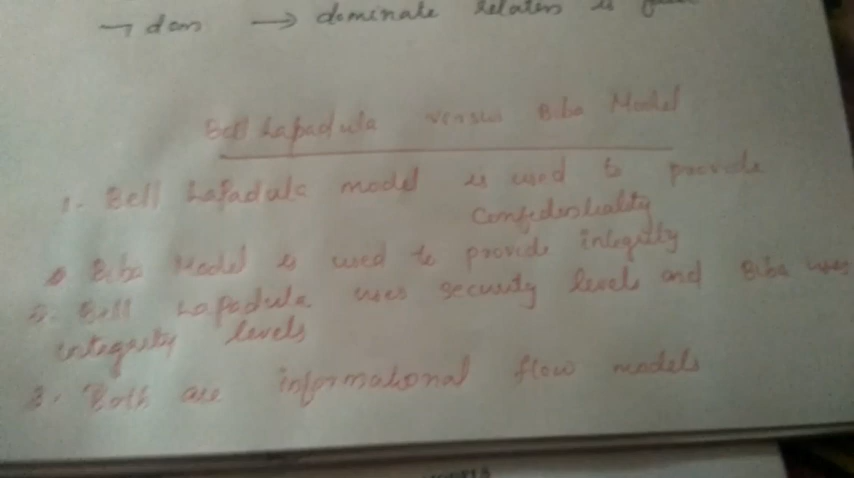 → dom → dominate relation is
Bell Lapadula versus Biba Model
1. Bell Lapadula model is used to provide
Confedentiality
Biba Model is used to provide integrity
2. Bell Lapadula uses security levels and Biba uses
integrity levels
3. Both are informational flow models